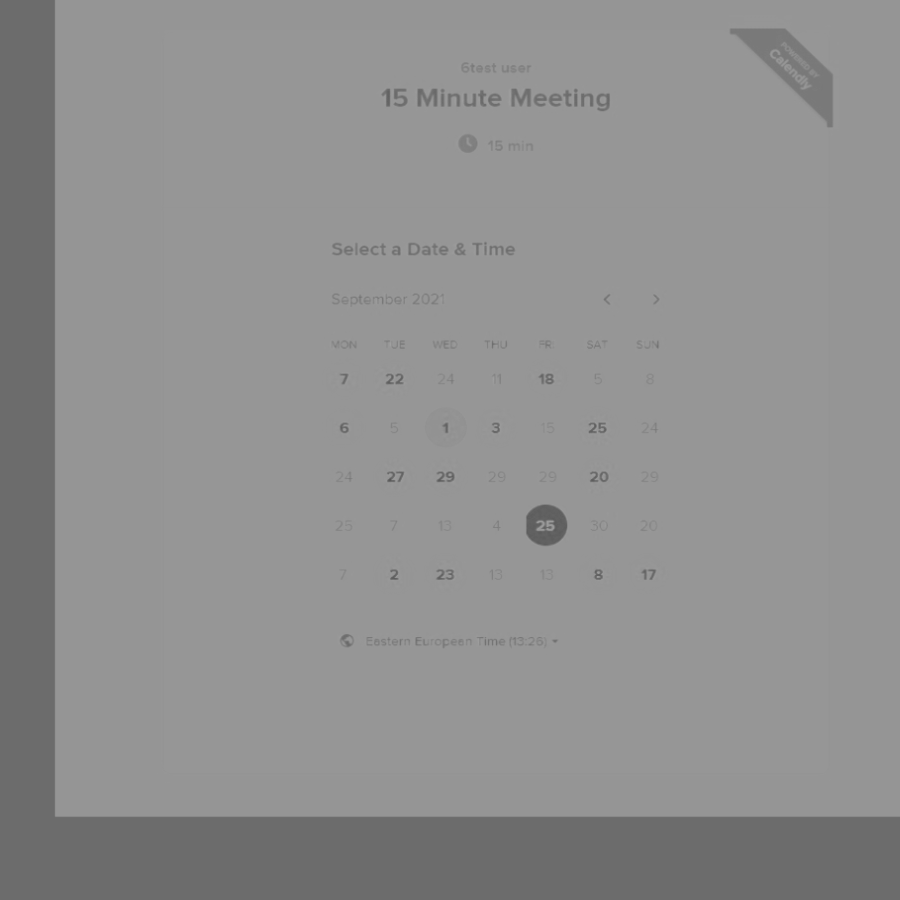 POWERED BY
Calendly
6test user
15 Minute Meeting
15 min
Select a Date & Time
September 2021
MON TUE WED THU FRI SAT SUN
7 22 24 11 18 5 8
6 5 1 3 15 25 24
24 27 29 29 29 20 29
25 7 13 4 25 30 20
7 2 23 13 13 8 17
Eastern European Time (13:26)